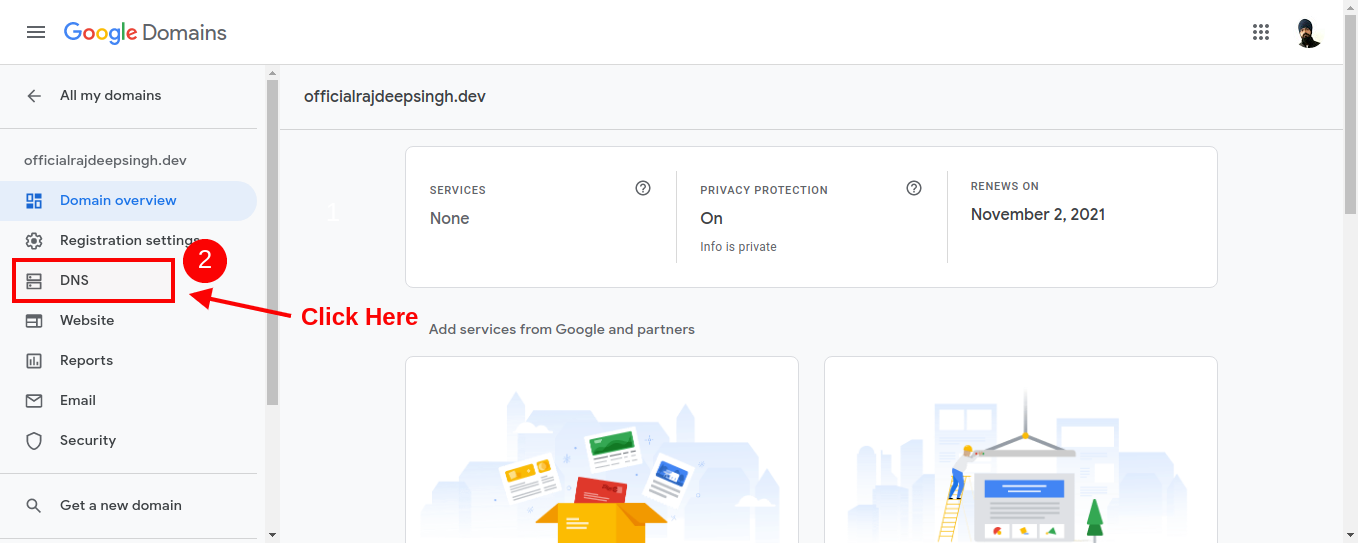 Google Domains
All my domains
officialrajdeepsingh.dev
officialrajdeepsingh.dev
Domain overview
Registration settings
2
DNS
Click Here
Website
Reports
Email
Security
Get a new domain
1
SERVICES
None
PRIVACY PROTECTION
On
Info is private
RENEWS ON
November 2, 2021
Add services from Google and partners